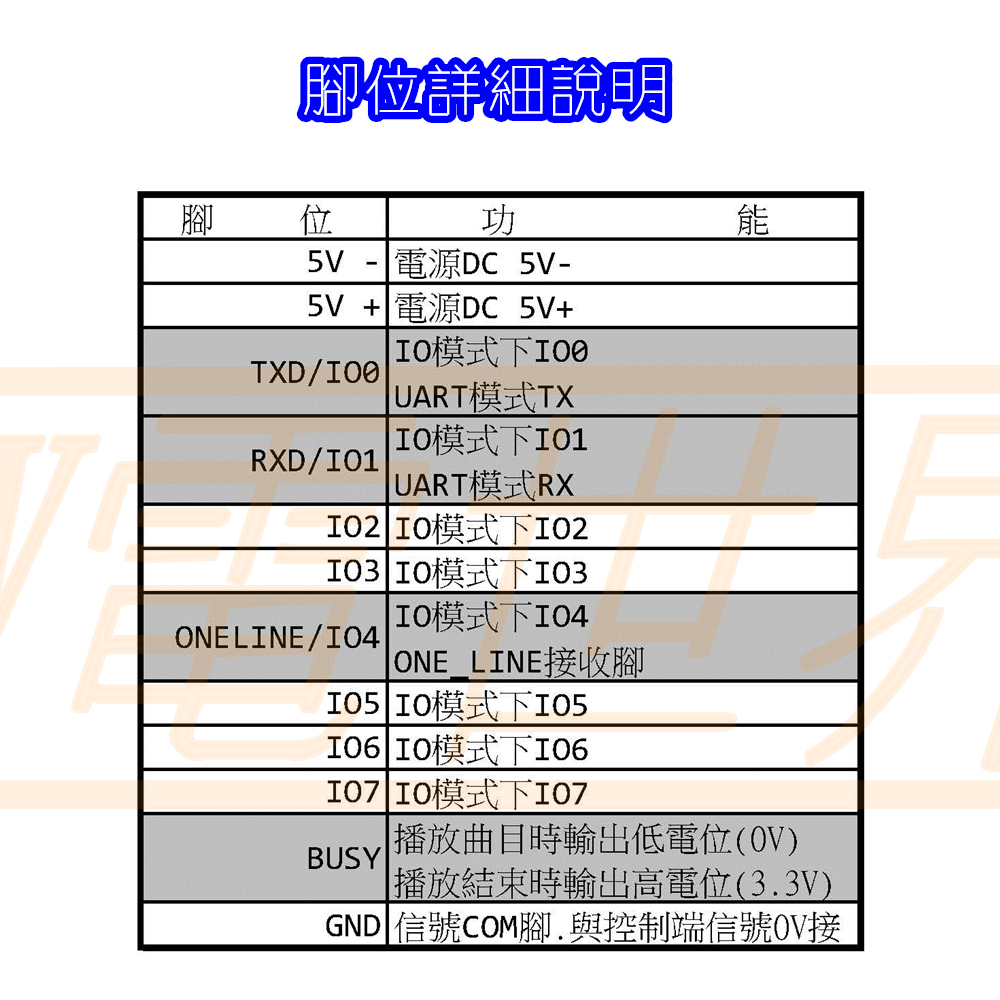 腳位詳細說明
腳 位 功 能
5V - 電源DC 5V-
5V + 電源DC 5V+
TXD/IO0 IO模式下IO0
UART模式TX
RXD/IO1 IO模式下IO1
UART模式RX
IO2 IO模式下IO2
IO3 IO模式下IO3
ONELINE/IO4 IO模式下IO4
ONE_LINE接收腳
IO5 IO模式下IO5
IO6 IO模式下IO6
IO7 IO模式下IO7
BUSY 播放曲目時輸出低電位(0V)
播放結束時輸出高電位(3.3V)
GND 信號COM腳.與控制端信號0V接
電世界